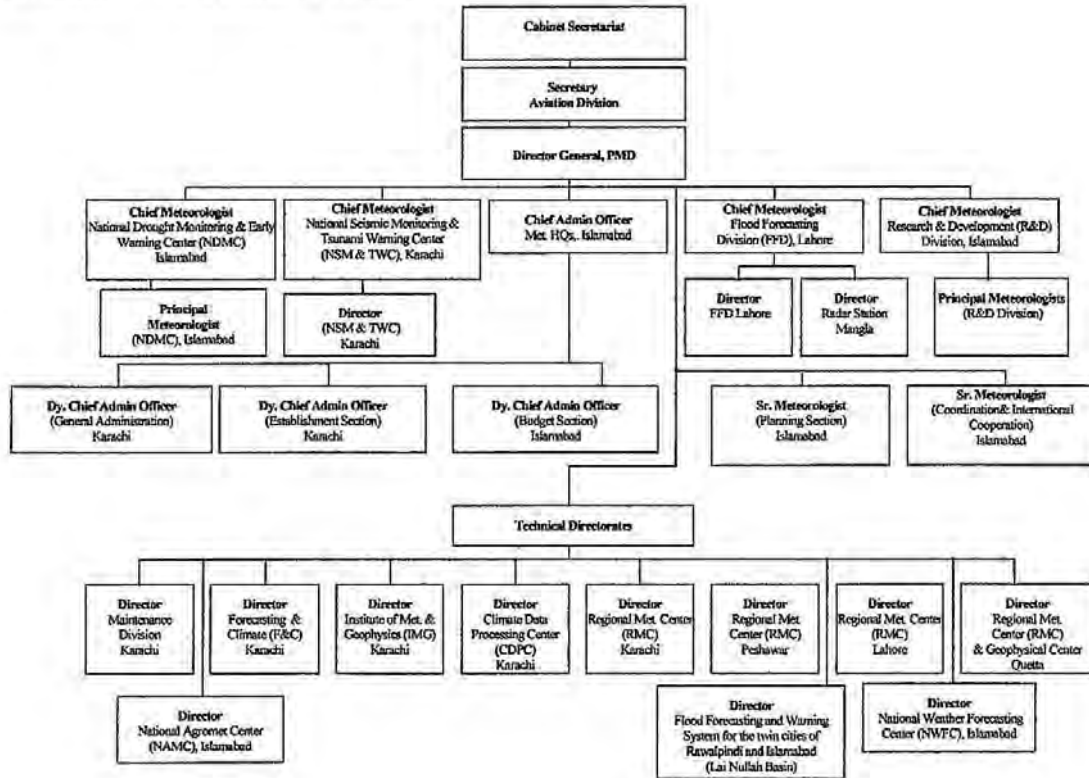 Cabinet Secretariat
Secretary
Aviation Division
Director General, PMD
Chief Meteorologist
National Drought Monitoring & Early
Warning Center (NDMC)
Islamabad
Chief Meteorologist
National Seismic Monitoring &
Tsunami Warning Center
(NSM & TWC), Karachi
Chief Admin Officer
Met. HQs,. Islamabad
Chief Meteorologist
Flood Forecasting
Division (FFD), Lahore
Chief Meteorologist
Research & Development (R&D)
Division, Islamabad
Principal
Meteorologist
(NDMC), Islamabad
Director
(NSM & TWC)
Karachi
Director
FFD Lahore
Director
Radar Station
Mangla
Principal Meteorologists
(R&D Division)
Dy. Chief Admin Officer
(General Administration)
Karachi
Dy. Chief Admin Officer
(Establishment Section)
Karachi
Dy. Chief Admin Officer
(Budget Section)
Islamabad
Sr. Meteorologist
(Planning Section)
Islamabad
Sr. Meteorologist
(Coordination& International
Cooperation)
Islamabad
Technical Directorates
Director
Maintenance
Division
Karachi
Director
Forecasting &
Climate (F&C)
Karachi
Director
Institute of Met. &
Geophysics (IMG)
Karachi
Director
Climate Data
Processing Center
(CDPC)
Karachi
Director
Regional Met. Center
(RMC)
Karachi
Director
Regional Met.
Center (RMC)
Peshawar
Director
Regional Met. Center
(RMC)
Lahore
Director
Regional Met.
Center (RMC)
& Geophysical Center
Quetta
Director
National Agromet Center
(NAMC), Islamabad
Director
Flood Forecasting and Warning
System for the twin cities of
Rawalpindi and Islamabad
(Lai Nullah Basin)
Director
National Weather Forecasting
Center (NWFC), Islamabad